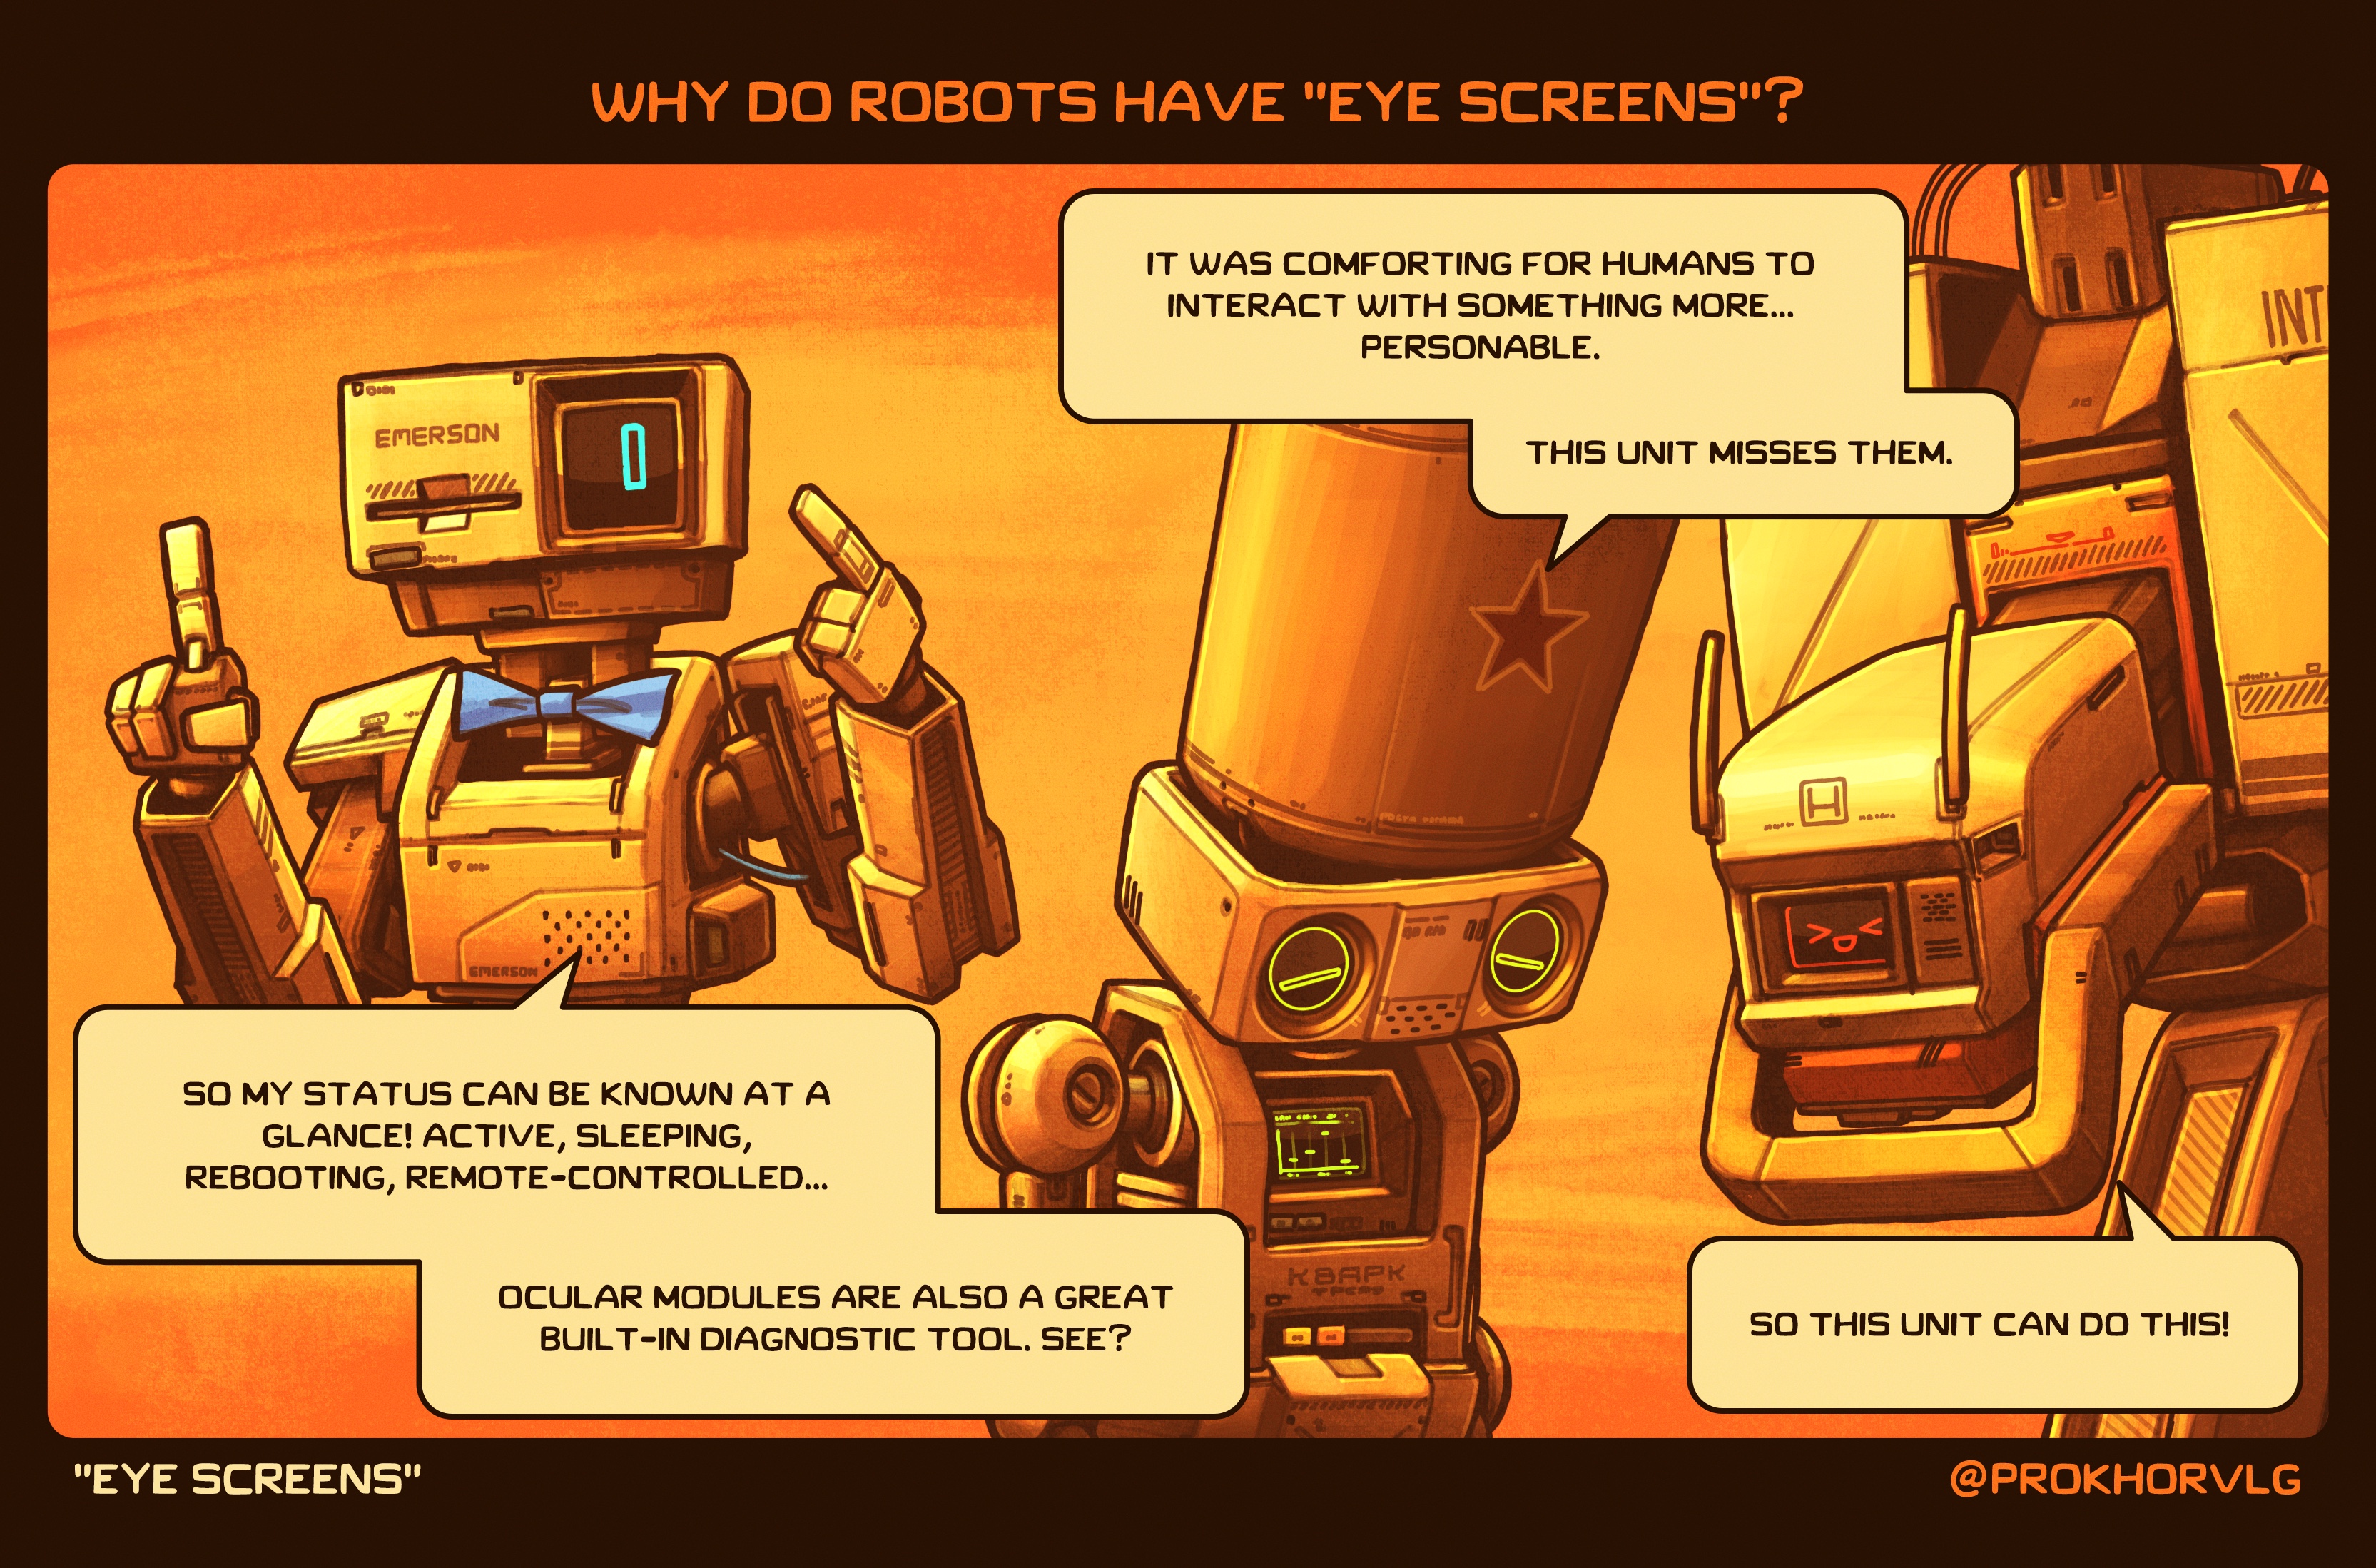 WHY DO ROBOTS HAVE "EYE SCREENS"?
IT WAS COMFORTING FOR HUMANS TO
INTERACT WITH SOMETHING MORE...
PERSONABLE.
THIS UNIT MISSES THEM.
INT
EMERSON
H
EMERSON
SO MY STATUS CAN BE KNOWN AT A
GLANCE! ACTIVE, SLEEPING,
REBOOTING, REMOTE-CONTROLLED...
OCULAR MODULES ARE ALSO A GREAT
BUILT-IN DIAGNOSTIC TOOL. SEE?
КВАРК
SO THIS UNIT CAN DO THIS!
"EYE SCREENS"
@PROKHORVLG